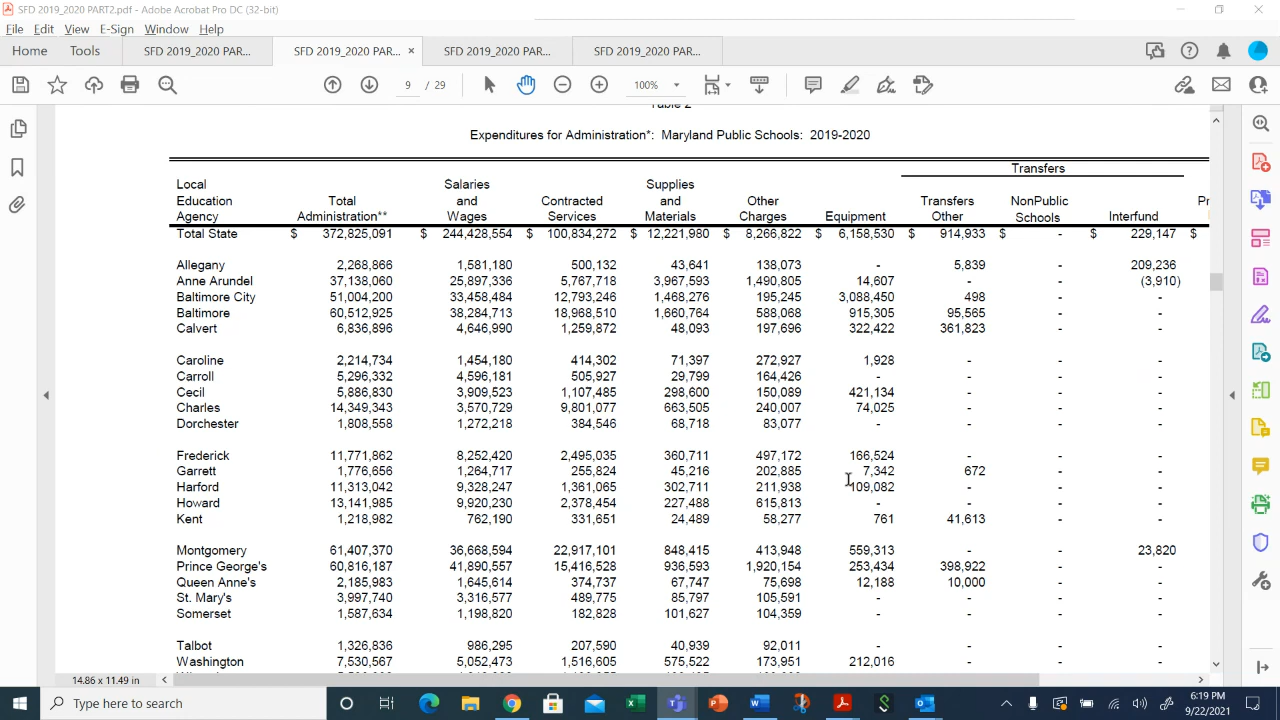 SFD 2019_2020 PART2.pdf - Adobe Acrobat Pro DC (32-bit)
File Edit View E-Sign Window Help
Home Tools SFD 2019_2020 PAR... SFD 2019_2020 PAR... × SFD 2019_2020 PAR... SFD 2019_2020 PAR...
9 / 29 100%
Table 2
Expenditures for Administration*: Maryland Public Schools: 2019-2020
Transfers
Local Salaries Supplies
Education Total and Contracted and Other Transfers NonPublic Pr
Agency Administration** Wages Services Materials Charges Equipment Other Schools Interfund
Total State $ 372,825,091 $ 244,428,554 $ 100,834,272 $ 12,221,980 $ 8,266,822 $ 6,158,530 $ 914,933 $ - $ 229,147 $
Allegany 2,268,866 1,581,180 500,132 43,641 138,073 - 5,839 - 209,236
Anne Arundel 37,138,060 25,897,336 5,767,718 3,967,593 1,490,805 14,607 - - (3,910)
Baltimore City 51,004,200 33,458,484 12,793,246 1,468,276 195,245 3,088,450 498 - -
Baltimore 60,512,925 38,284,713 18,968,510 1,660,764 588,068 915,305 95,565 - -
Calvert 6,836,896 4,646,990 1,259,872 48,093 197,696 322,422 361,823 - -
Caroline 2,214,734 1,454,180 414,302 71,397 272,927 1,928 - - -
Carroll 5,296,332 4,596,181 505,927 29,799 164,426 - - - -
Cecil 5,886,830 3,909,523 1,107,485 298,600 150,089 421,134 - - -
Charles 14,349,343 3,570,729 9,801,077 663,505 240,007 74,025 - - -
Dorchester 1,808,558 1,272,218 384,546 68,718 83,077 - - - -
Frederick 11,771,862 8,252,420 2,495,035 360,711 497,172 166,524 - - -
Garrett 1,776,656 1,264,717 255,824 45,216 202,885 7,342 672 - -
Harford 11,313,042 9,328,247 1,361,065 302,711 211,938 109,082 - - -
Howard 13,141,985 9,920,230 2,378,454 227,488 615,813 - - - -
Kent 1,218,982 762,190 331,651 24,489 58,277 761 41,613 - -
Montgomery 61,407,370 36,668,594 22,917,101 848,415 413,948 559,313 - - 23,820
Prince George's 60,816,187 41,890,557 15,416,528 936,593 1,920,154 253,434 398,922 - -
Queen Anne's 2,185,983 1,645,614 374,737 67,747 75,698 12,188 10,000 - -
St. Mary's 3,997,740 3,316,577 489,775 85,797 105,591 - - - -
Somerset 1,587,634 1,198,820 182,828 101,627 104,359 - - - -
Talbot 1,326,836 986,295 207,590 40,939 92,011 - - - -
Washington 7,530,567 5,052,473 1,516,605 575,522 173,951 212,016 - - -
14.86 x 11.49 in
Type here to search
6:19 PM
9/22/2021